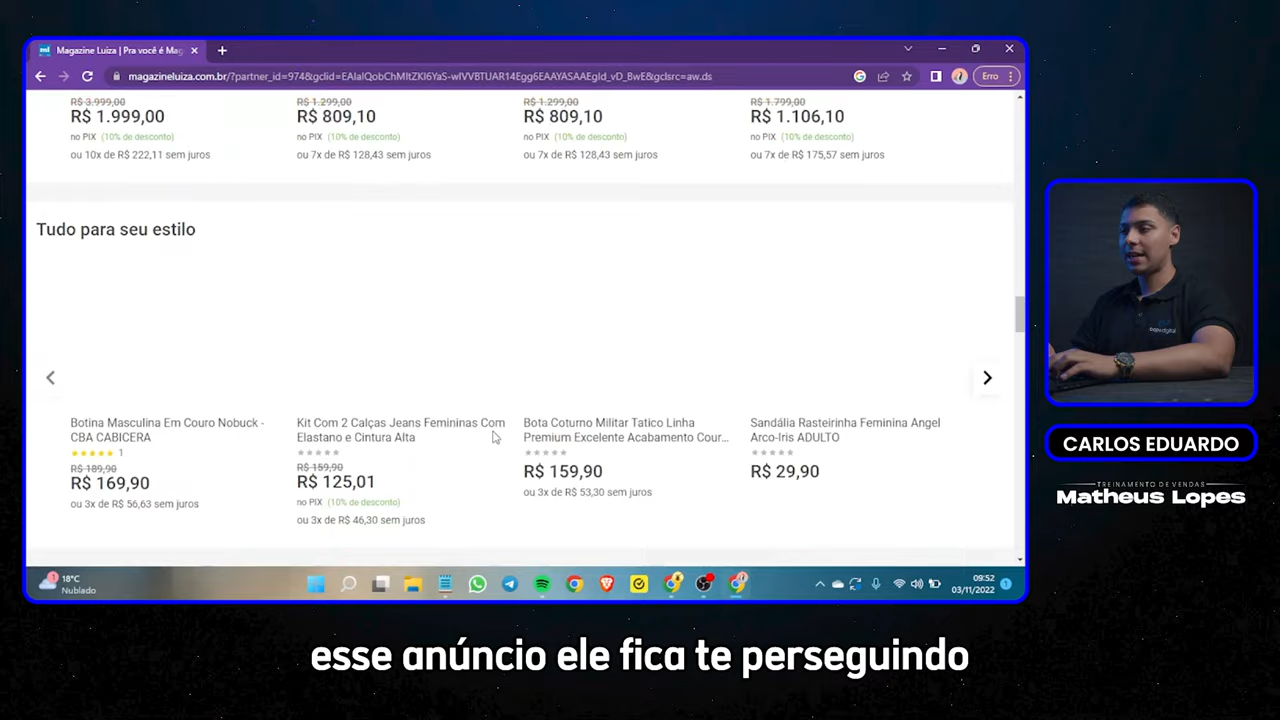 Magazine Luiza | Pra você é Mag
magazineluiza.com.br/?partner_id=974&gclid=EAIaIQobChMItZKI6YaS-wIVVBTUAR14Egg6EAAYASAAEgId_vD_BwE&gclsrc=aw.ds
Erro
R$ 3.999,00
R$ 1.999,00
no PIX (10% de desconto)
ou 10x de R$ 222,11 sem juros
R$ 1.299,00
R$ 809,10
no PIX (10% de desconto)
ou 7x de R$ 128,43 sem juros
R$ 1.299,00
R$ 809,10
no PIX (10% de desconto)
ou 7x de R$ 128,43 sem juros
R$ 1.799,00
R$ 1.106,10
no PIX (10% de desconto)
ou 7x de R$ 175,57 sem juros
Tudo para seu estilo
Botina Masculina Em Couro Nobuck -
CBA CABICERA
1
R$ 189,90
R$ 169,90
ou 3x de R$ 56,63 sem juros
Kit Com 2 Calças Jeans Femininas Com
Elastano e Cintura Alta
R$ 159,90
R$ 125,01
no PIX (10% de desconto)
ou 3x de R$ 46,30 sem juros
Bota Coturno Militar Tatico Linha
Premium Excelente Acabamento Cour...
R$ 159,90
ou 3x de R$ 53,30 sem juros
Sandália Rasteirinha Feminina Angel
Arco-Iris ADULTO
R$ 29,90
1
18°C
Nublado
09:52
03/11/2022
1
CARLOS EDUARDO
TREINAMENTO DE VENDAS
Matheus Lopes
esse anúncio ele fica te perseguindo